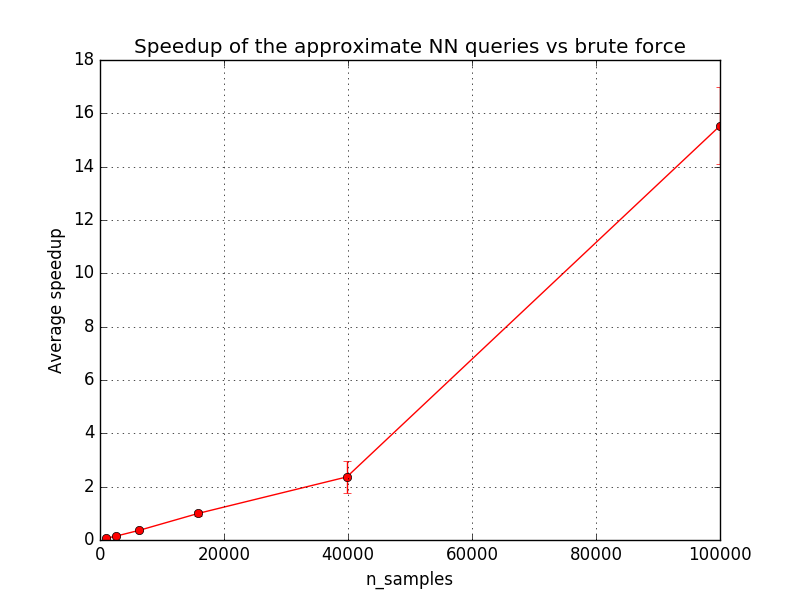 Speedup of the approximate NN queries vs brute force
18
16
14
12
10
8
6
4
2
0
Average speedup
0 20000 40000 60000 80000 100000
n_samples